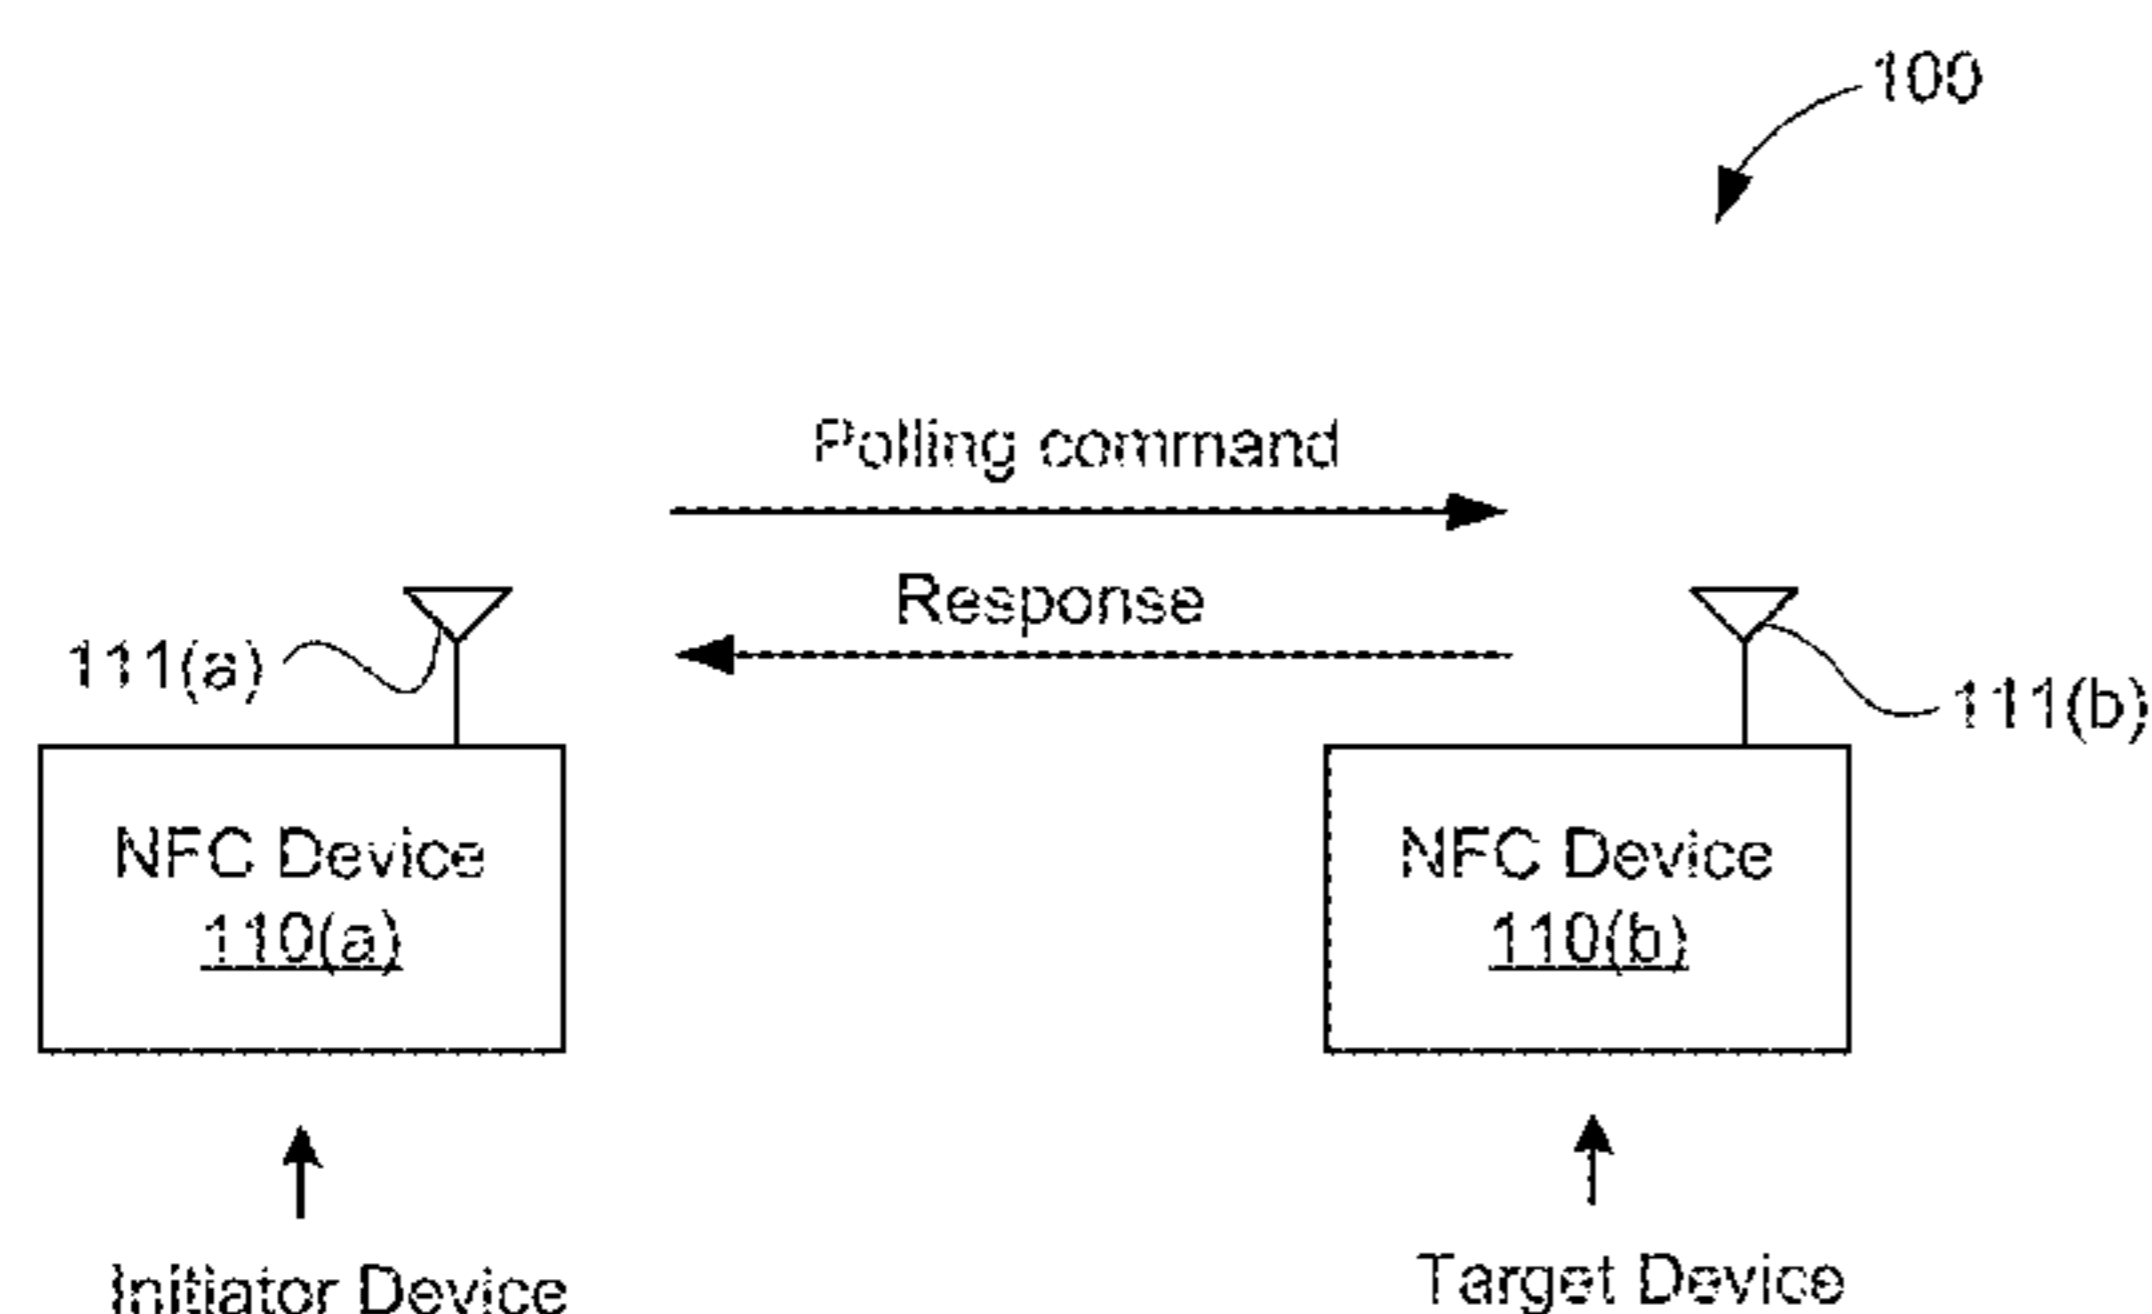 100
Polling command
Response
111(a)
111(b)
NFC Device
110(a)
NFC Device
110(b)
Initiator Device
Target Device